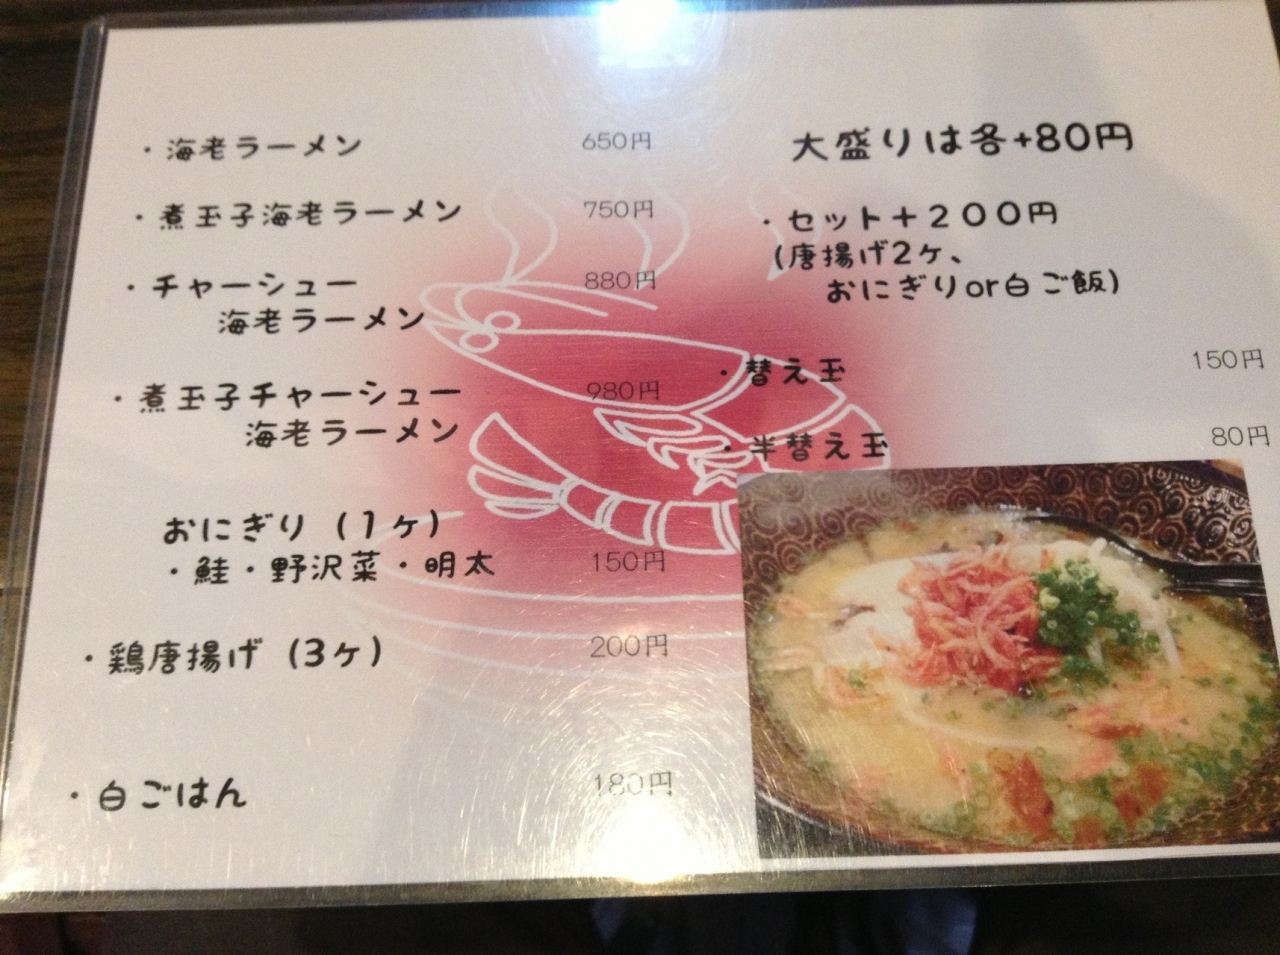 ・海老ラーメン 650円
・煮玉子海老ラーメン 750円
・チャーシュー 880円
海老ラーメン
・煮玉子チャーシュー 980円
海老ラーメン
おにぎり(1ヶ)
・鮭・野沢菜・明太 150円
・鶏唐揚げ(3ヶ) 200円
・白ごはん 180円
大盛りは各+80円
・セット+200円
(唐揚げ2ヶ、
おにぎりor白ご飯)
・替え玉 150円
・半替え玉 80円